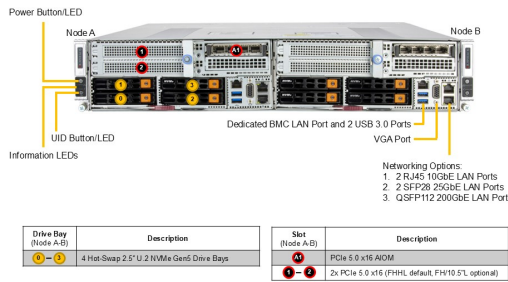 Power Button/LED
Node A
Node B
1
2
A1
1
3
0
2
UID Button/LED
Information LEDs
Dedicated BMC LAN Port and 2 USB 3.0 Ports
VGA Port
Networking Options:
1. 2 RJ45 10GbE LAN Ports
2. 2 SFP28 25GbE LAN Ports
3. QSFP112 200GbE LAN Port
Drive Bay
(Node A-B)
Description
0 – 3
4 Hot-Swap 2.5" U.2 NVMe Gen5 Drive Bays
Slot
(Node A-B)
Description
A1
PCIe 5.0 x16 AIOM
1 – 2
2x PCIe 5.0 x16 (FHHL default, FH/10.5"L optional)